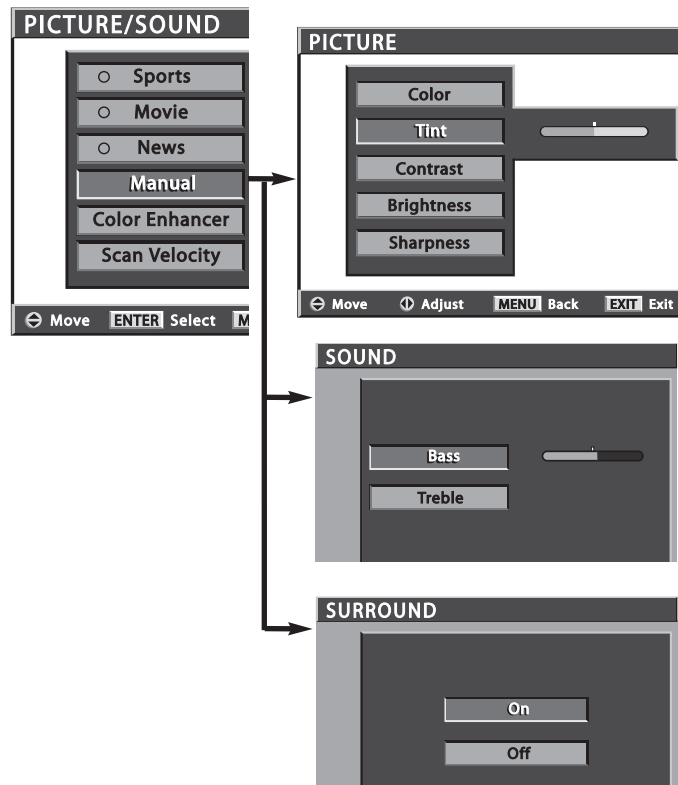 PICTURE/SOUND
Sports
Movie
News
Manual
Color Enhancer
Scan Velocity
Move ENTER Select M
PICTURE
Color
Tint
Contrast
Brightness
Sharpness
Move Adjust MENU Back EXIT Exit
SOUND
Bass
Treble
SURROUND
On
Off